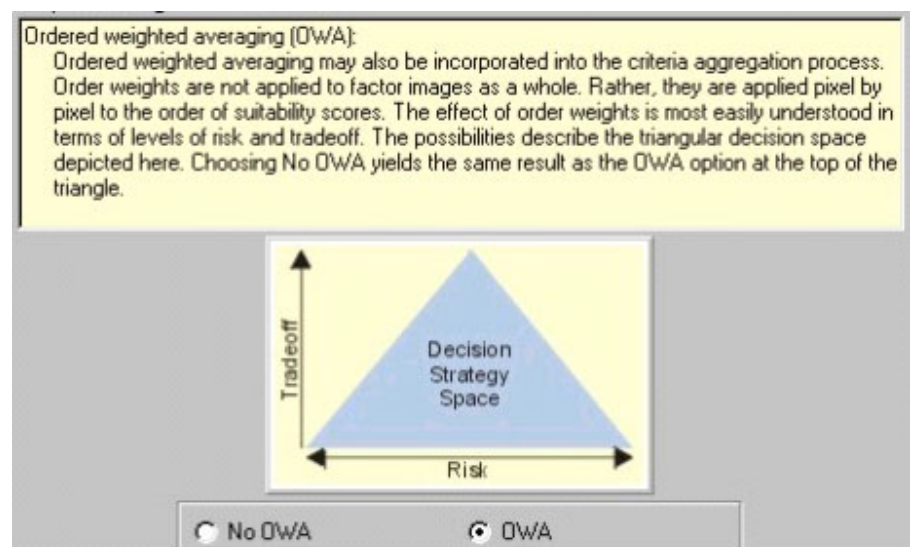 Ordered weighted averaging (OWA):
Ordered weighted averaging may also be incorporated into the criteria aggregation process.
Order weights are not applied to factor images as a whole. Rather, they are applied pixel by
pixel to the order of suitability scores. The effect of order weights is most easily understood in
terms of levels of risk and tradeoff. The possibilities describe the triangular decision space
depicted here. Choosing No OWA yields the same result as the OWA option at the top of the
triangle.
Tradeoff
Decision
Strategy
Space
Risk
No OWA
OWA